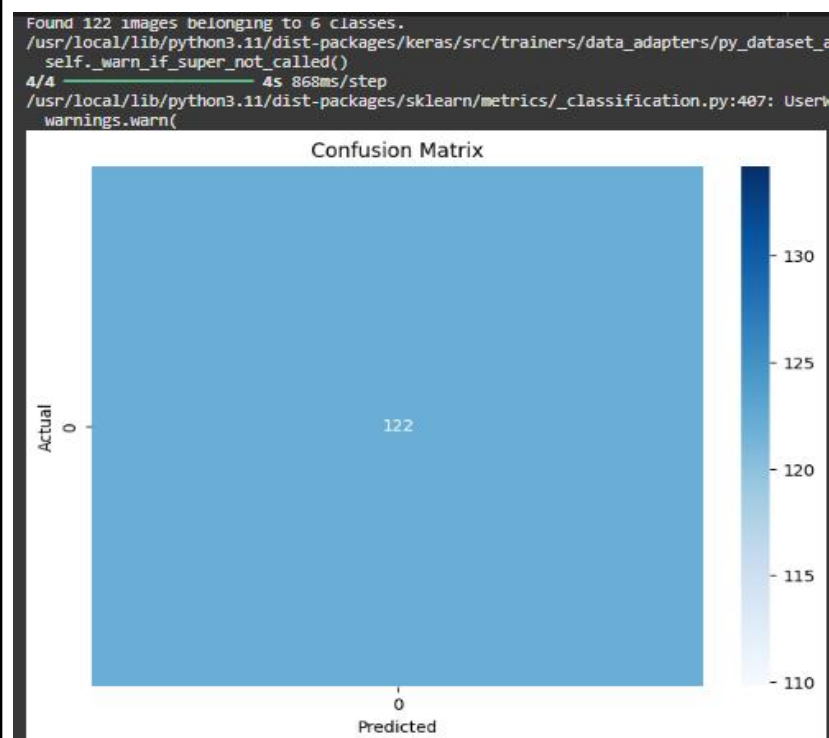 Found 122 images belonging to 6 classes.
/usr/local/lib/python3.11/dist-packages/keras/src/trainers/data_adapters/py_dataset_a
self._warn_if_super_not_called()
4/4 4s 868ms/step
/usr/local/lib/python3.11/dist-packages/sklearn/metrics/_classification.py:407: UserW
warnings.warn(
Confusion Matrix
130
125
120
115
110
Actual
0
122
0
Predicted